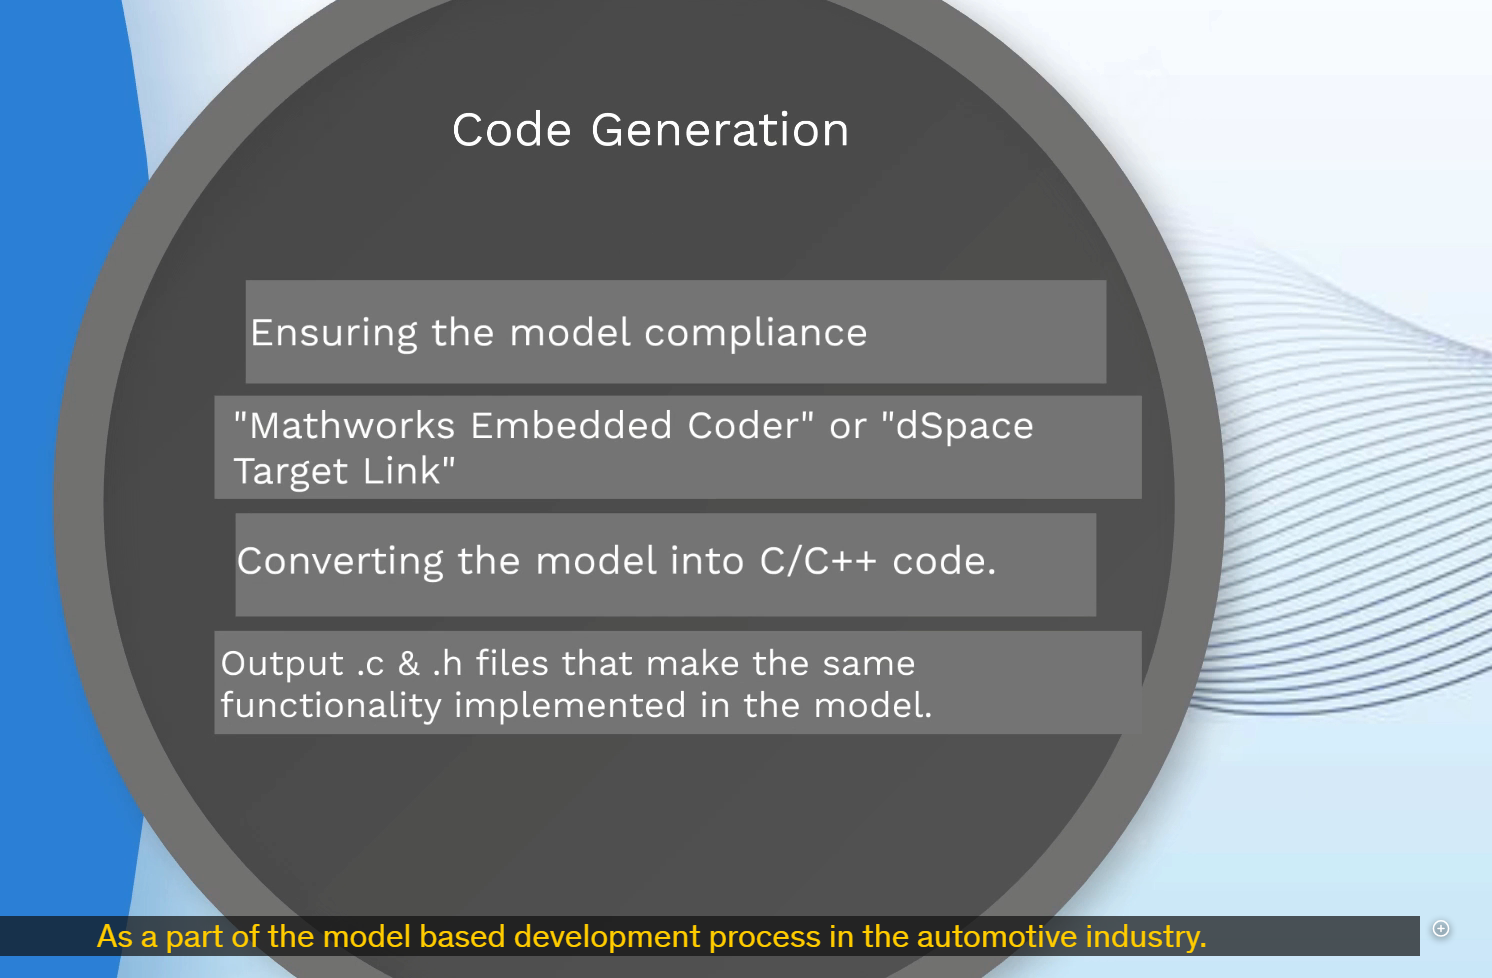 Code Generation
Ensuring the model compliance
"Mathworks Embedded Coder" or "dSpace
Target Link"
Converting the model into C/C++ code.
Output .c & .h files that make the same
functionality implemented in the model.
As a part of the model based development process in the automotive industry.